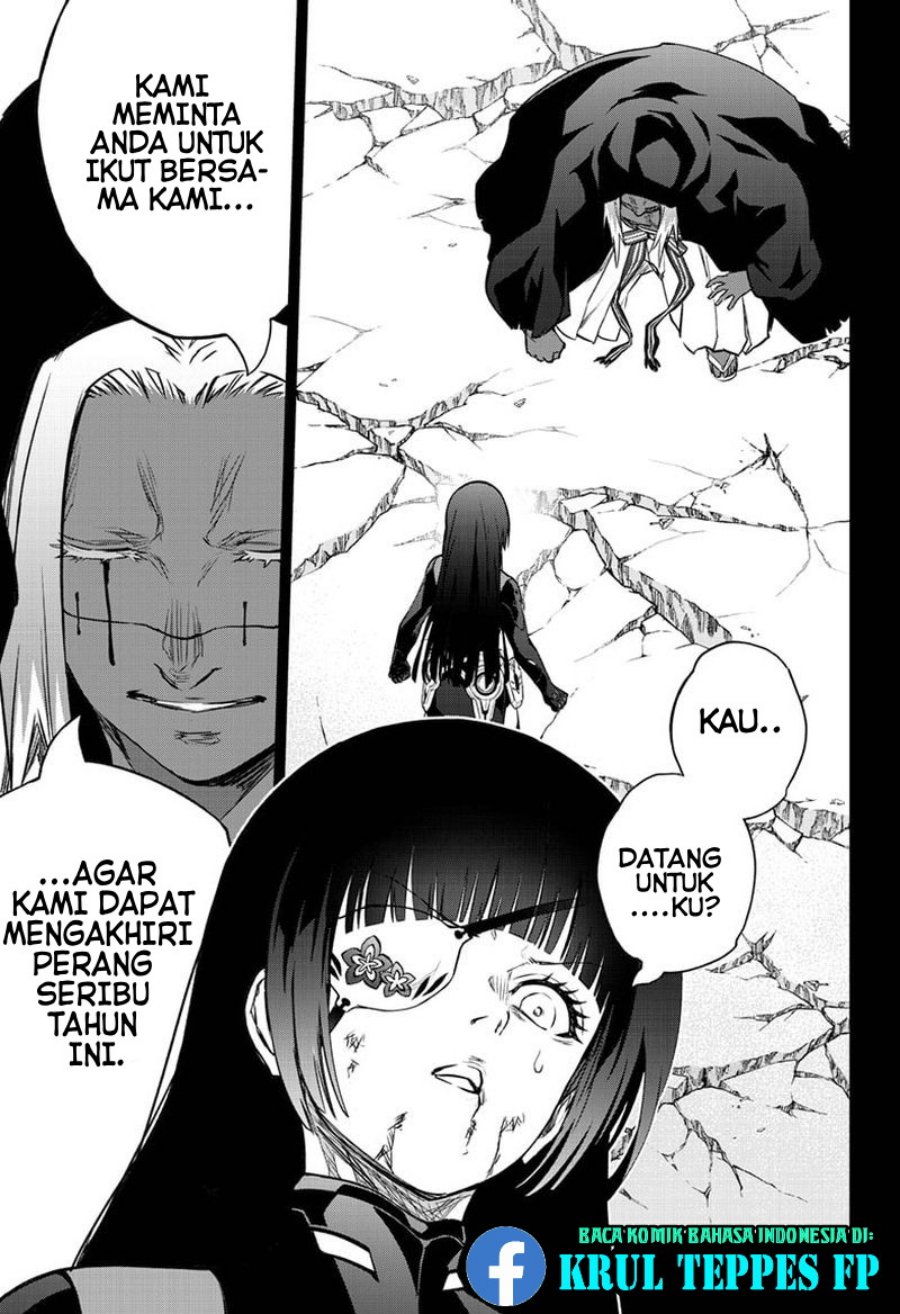 KAU..
DATANG
UNTUK
....KU?
KAMI
MEMINTA
ANDA UNTUK
IKUT BERSA-
MA KAMI...
...AGAR
KAMI DAPAT
MENGAKHIRI
PERANG
SERIBU
TAHUN
INI.
BACA KOMIK BAHASA INDONESIA DI:
KRUL TEPPES FP